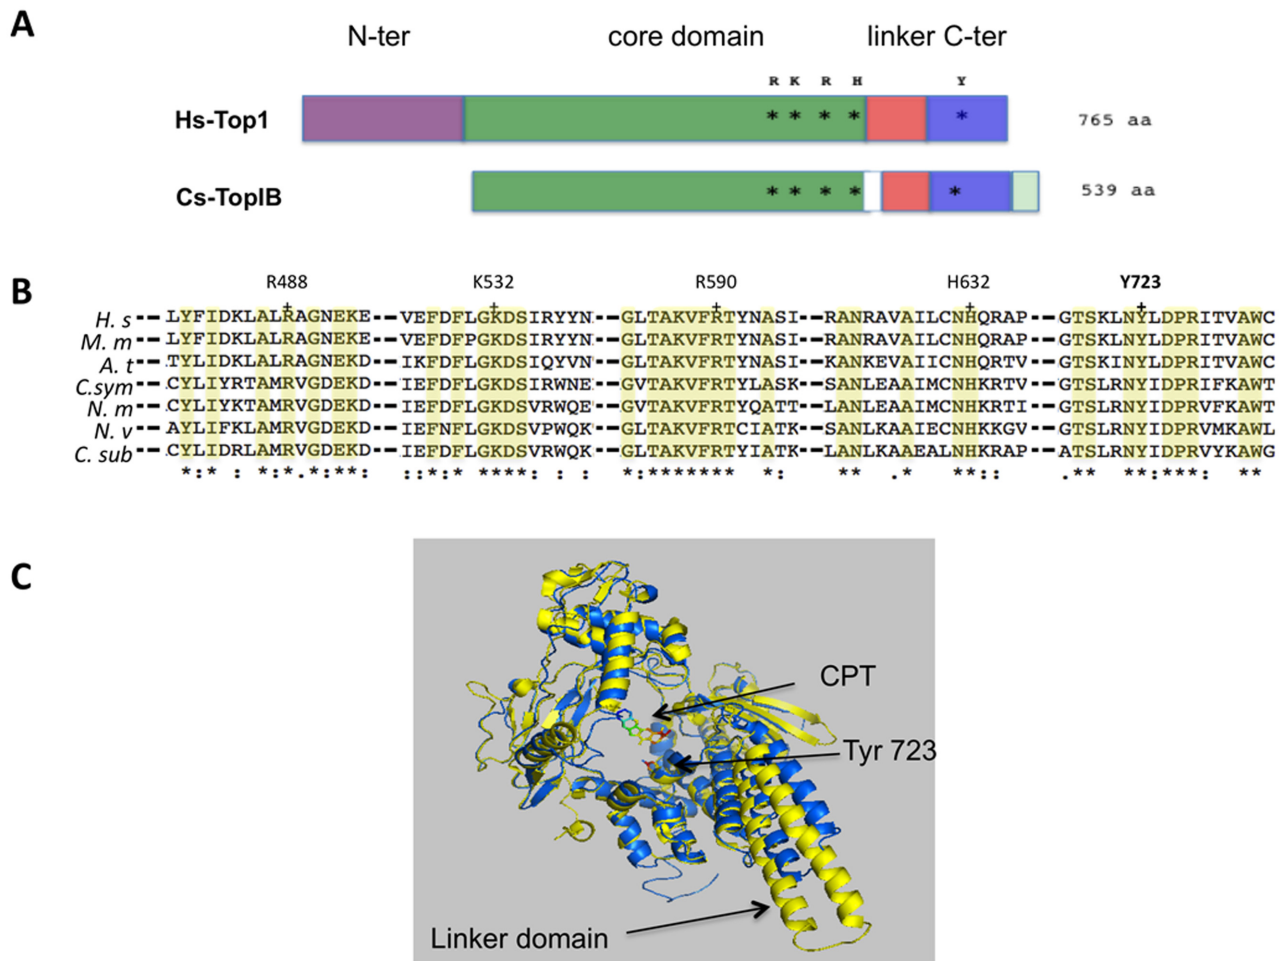 A
N-ter core domain linker C-ter
R K R H Y
Hs-Top1 * * * * * 765 aa
Cs-TopIB * * * * * 539 aa
B
R488 K532 R590 H632 Y723
+ + + + +
H. s LYFIDKLALRAGNEKE VEFDFLGKDSIRYYN GLTAKVFRTYNASI RANRAVAILCNHQRAP GTSKLNYLDPRITVAWC
M. m LYFIDKLALRAGNEKE VEFDFPGKDSIRYYN GLTAKVFRTYNASI RANRAVAILCNHQRAP GTSKLNYLDPRITVAWC
A. t TYLIDKLALRAGNEKD IKFDFLGKDSIQYVN GLTAKVFRTYNASI KANKEVAIICNHQRTV GTSKINYLDPRITVAWC
C.sym CYLIYRTAMRVGDEKD IKFDFLGKDSIRWNE GVTAKVFRTYLASK SANLEAAIMCNHKRTV GTSLRNYIDPRIFKAWT
N. m CYLIYKTAMRVGDEKD IEFDFLGKDSVRWQE GVTAKVFRTYQATT LANLEAAIMCNHKRTI GTSLRNYIDPRVFKAWT
N. v AYLIFKLAMRVGDEKD IEFNFLGKDSVPWQK GVTAKVFRTCIATK SANLKAAIECNHKKGV GTSLRNYIDPRVMKAWL
C. sub CYLIDRLAMRVGDEKD IEFDFLGKDSVRWQK GVTAKVFRTYIATK LANLKAAEALNHKRAP ATSLRNYIDPRVYKAWG
*:* : *:*.*:**: ::*:* ****: : : *:******* *: ** .* **:: .** **:***: **
C
CPT
Tyr 723
Linker domain